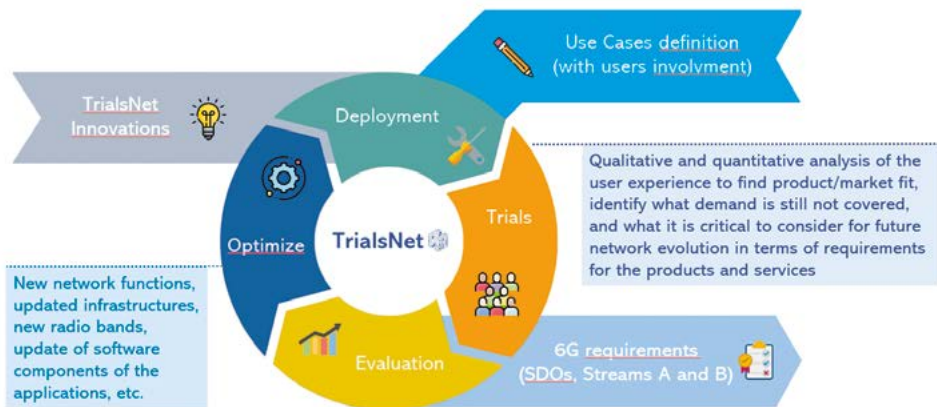 TrialsNet
Innovations
Deployment
Use Cases definition
(with users involvment)
Optimize
TrialsNet
Trials
Qualitative and quantitative analysis of the
user experience to find product/market fit,
identify what demand is still not covered,
and what it is critical to consider for future
network evolution in terms of requirements
for the products and services
New network functions,
updated infrastructures,
new radio bands,
update of software
components of the
applications, etc.
Evaluation
6G requirements
(SDOs, Streams A and B)